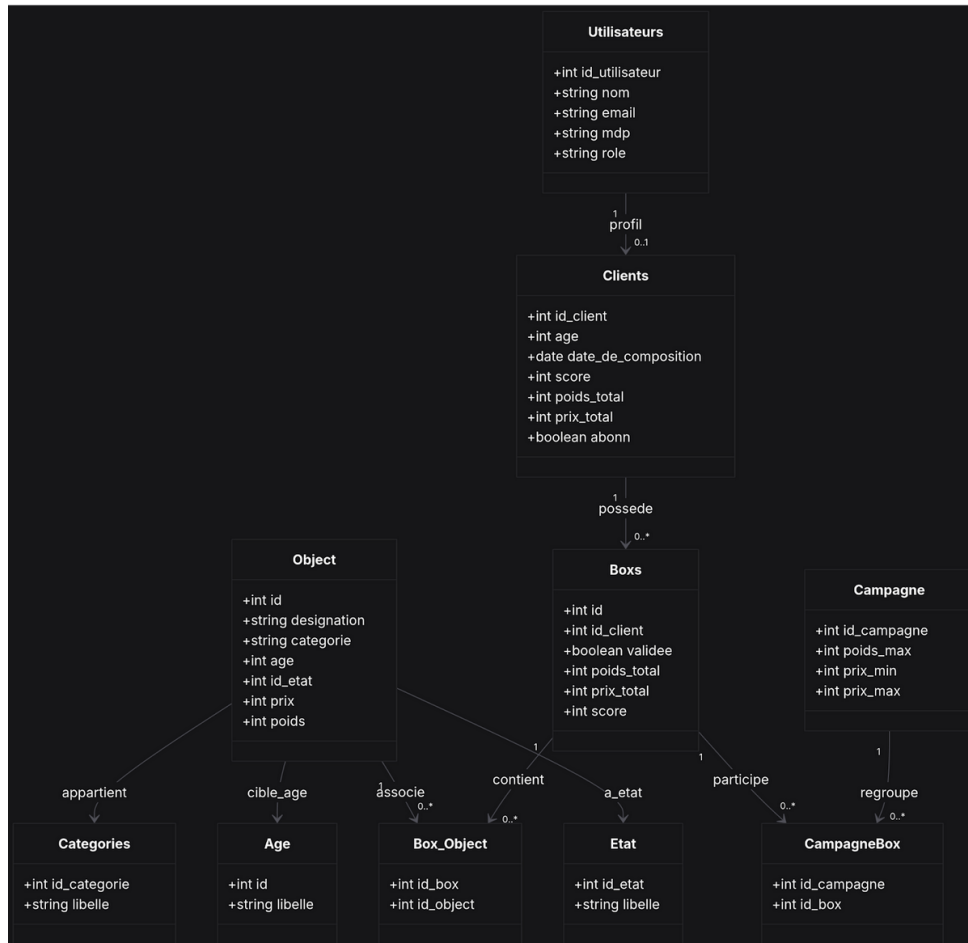 Utilisateurs
+int id_utilisateur
+string nom
+string email
+string mdp
+string role
1
profil
0..1
Clients
+int id_client
+int age
+date date_de_composition
+int score
+int poids_total
+int prix_total
+boolean abonn
1
possede
0..*
Object
+int id
+string designation
+string categorie
+int age
+int id_etat
+int prix
+int poids
Boxs
+int id
+int id_client
+boolean validee
+int poids_total
+int prix_total
+int score
Campagne
+int id_campagne
+int poids_max
+int prix_min
+int prix_max
1
1
1
contient
participe
appartient
cible_age
1
associe
a_etat
regroupe
0..*
0..*
0..*
0..*
Categories
+int id_categorie
+string libelle
Age
+int id
+string libelle
Box_Object
+int id_box
+int id_object
Etat
+int id_etat
+string libelle
CampagneBox
+int id_campagne
+int id_box